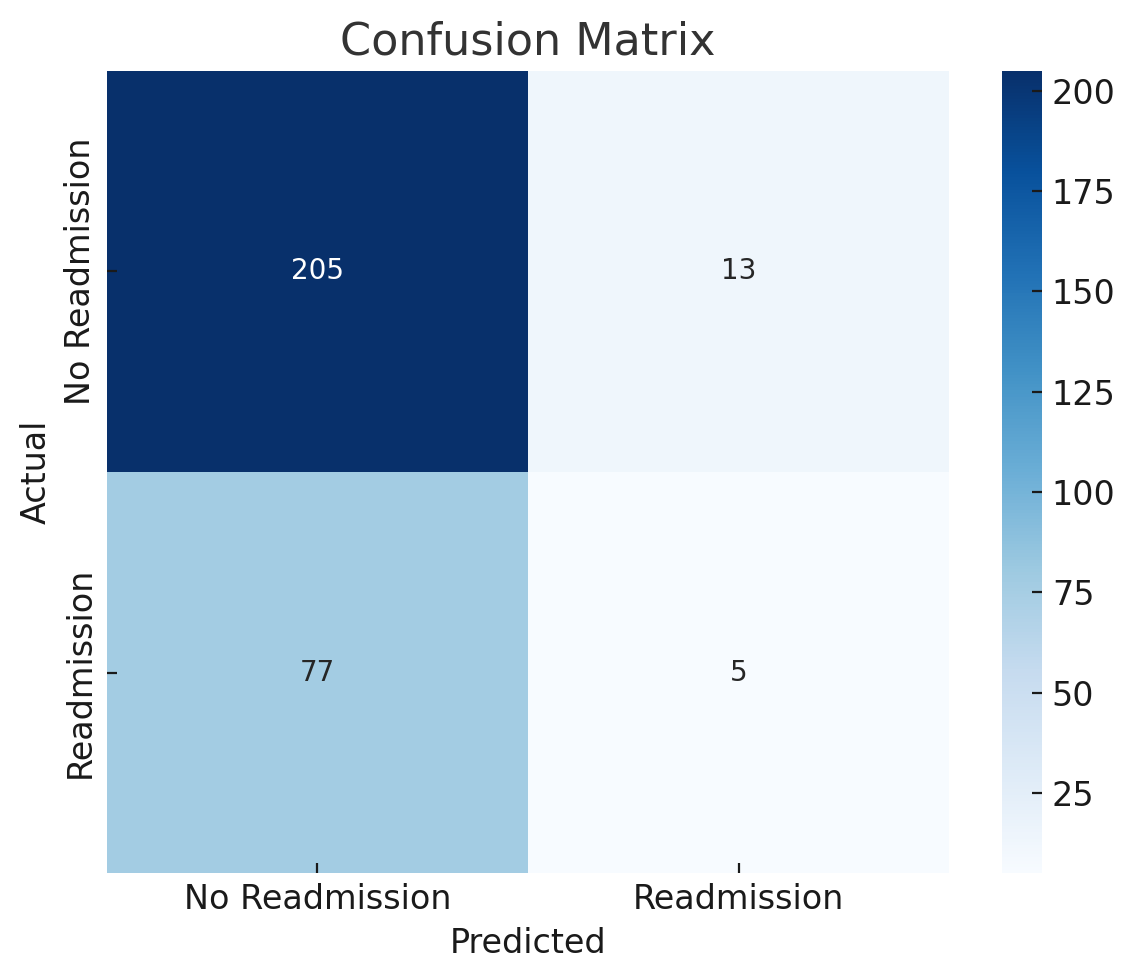 Confusion Matrix
Actual
No Readmission
Readmission
205
13
77
5
No Readmission
Readmission
Predicted
200
175
150
125
100
75
50
25